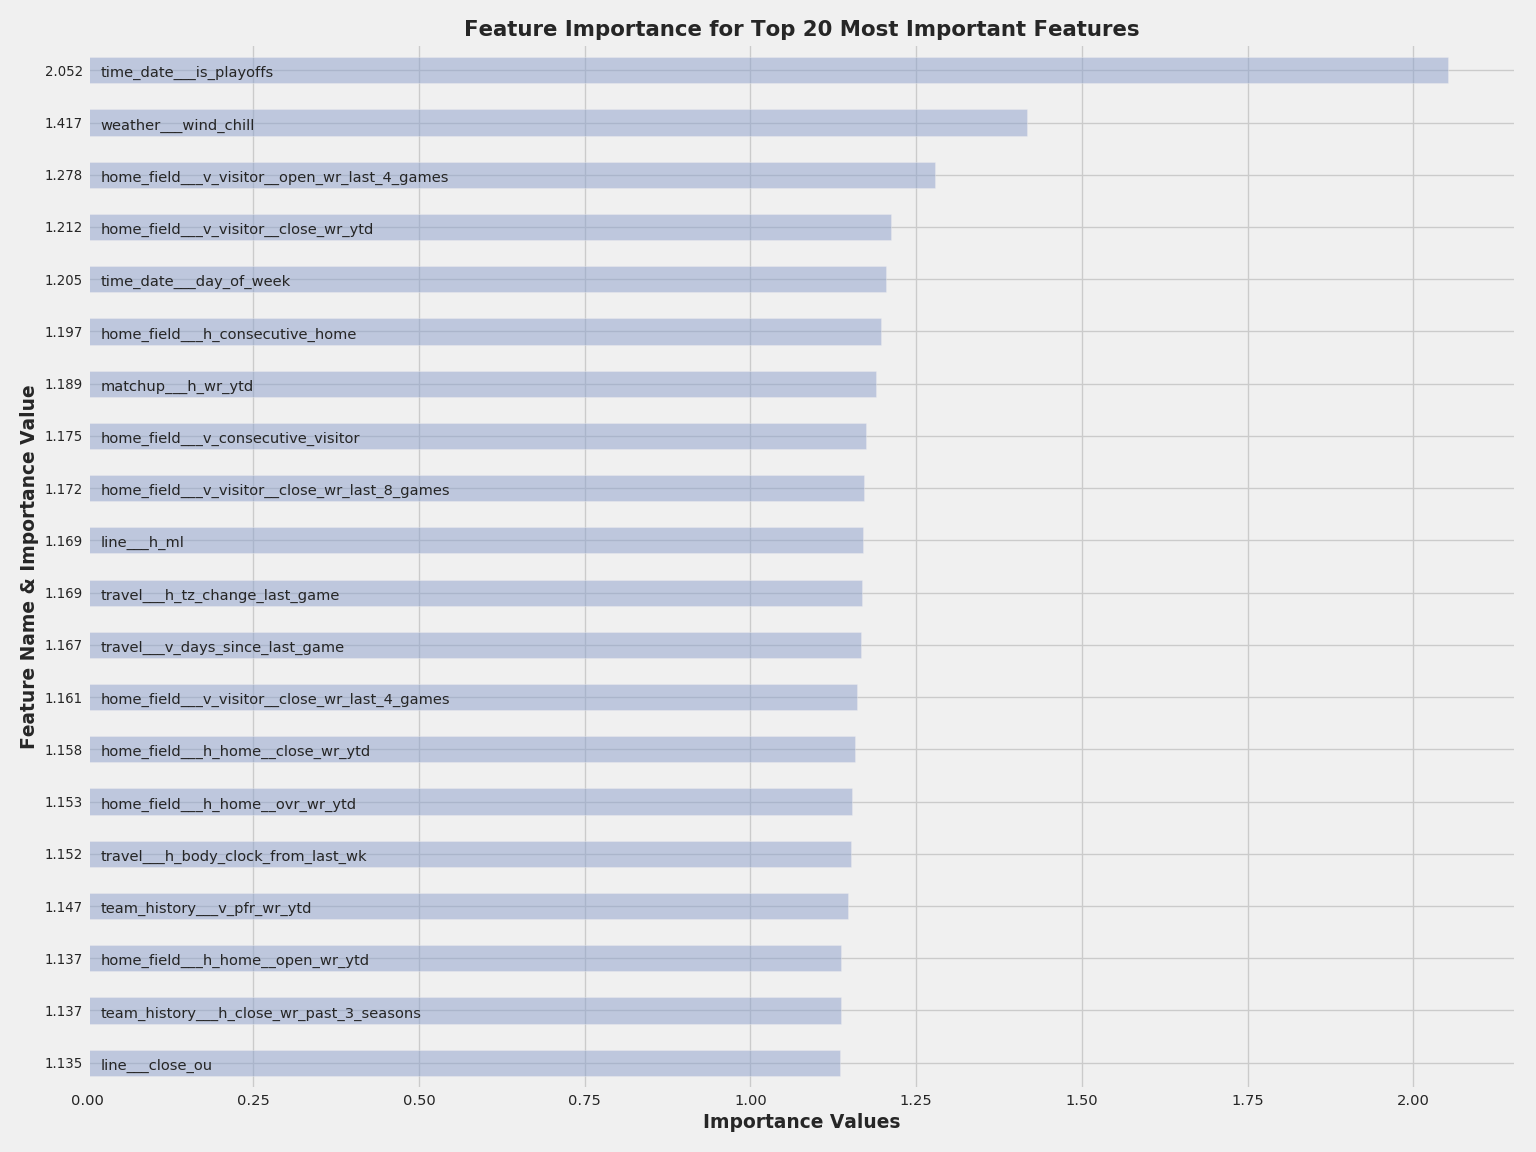 Feature Importance for Top 20 Most Important Features
Feature Name & Importance Value
2.052 time_date___is_playoffs
1.417 weather___wind_chill
1.278 home_field___v_visitor__open_wr_last_4_games
1.212 home_field___v_visitor__close_wr_ytd
1.205 time_date___day_of_week
1.197 home_field___h_consecutive_home
1.189 matchup___h_wr_ytd
1.175 home_field___v_consecutive_visitor
1.172 home_field___v_visitor__close_wr_last_8_games
1.169 line___h_ml
1.169 travel___h_tz_change_last_game
1.167 travel___v_days_since_last_game
1.161 home_field___v_visitor__close_wr_last_4_games
1.158 home_field___h_home__close_wr_ytd
1.153 home_field___h_home__ovr_wr_ytd
1.152 travel___h_body_clock_from_last_wk
1.147 team_history___v_pfr_wr_ytd
1.137 home_field___h_home__open_wr_ytd
1.137 team_history___h_close_wr_past_3_seasons
1.135 line___close_ou
0.00 0.25 0.50 0.75 1.00 1.25 1.50 1.75 2.00
Importance Values